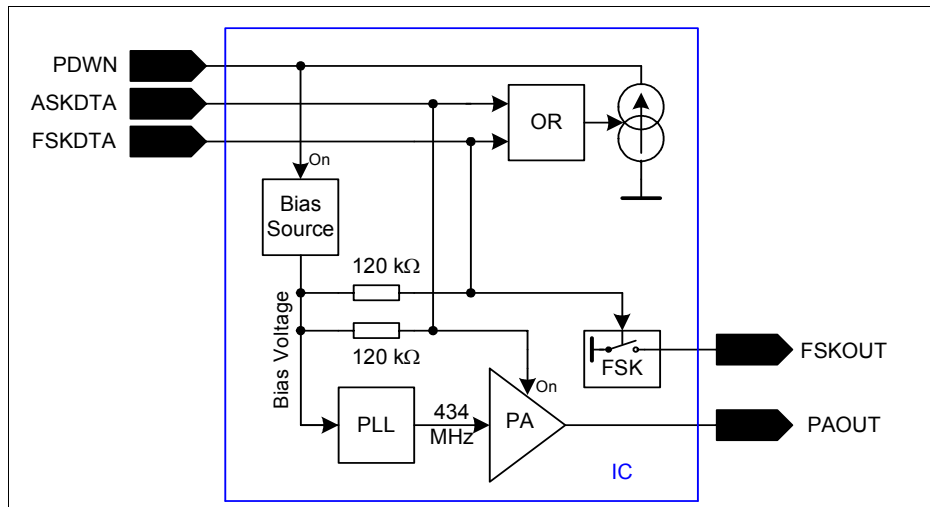 PDWN
ASKDTA
FSKDTA
OR
On
Bias
Source
120 kΩ
Bias Voltage
120 kΩ
FSK
FSKOUT
On
PLL
434
MHz
PA
PAOUT
IC